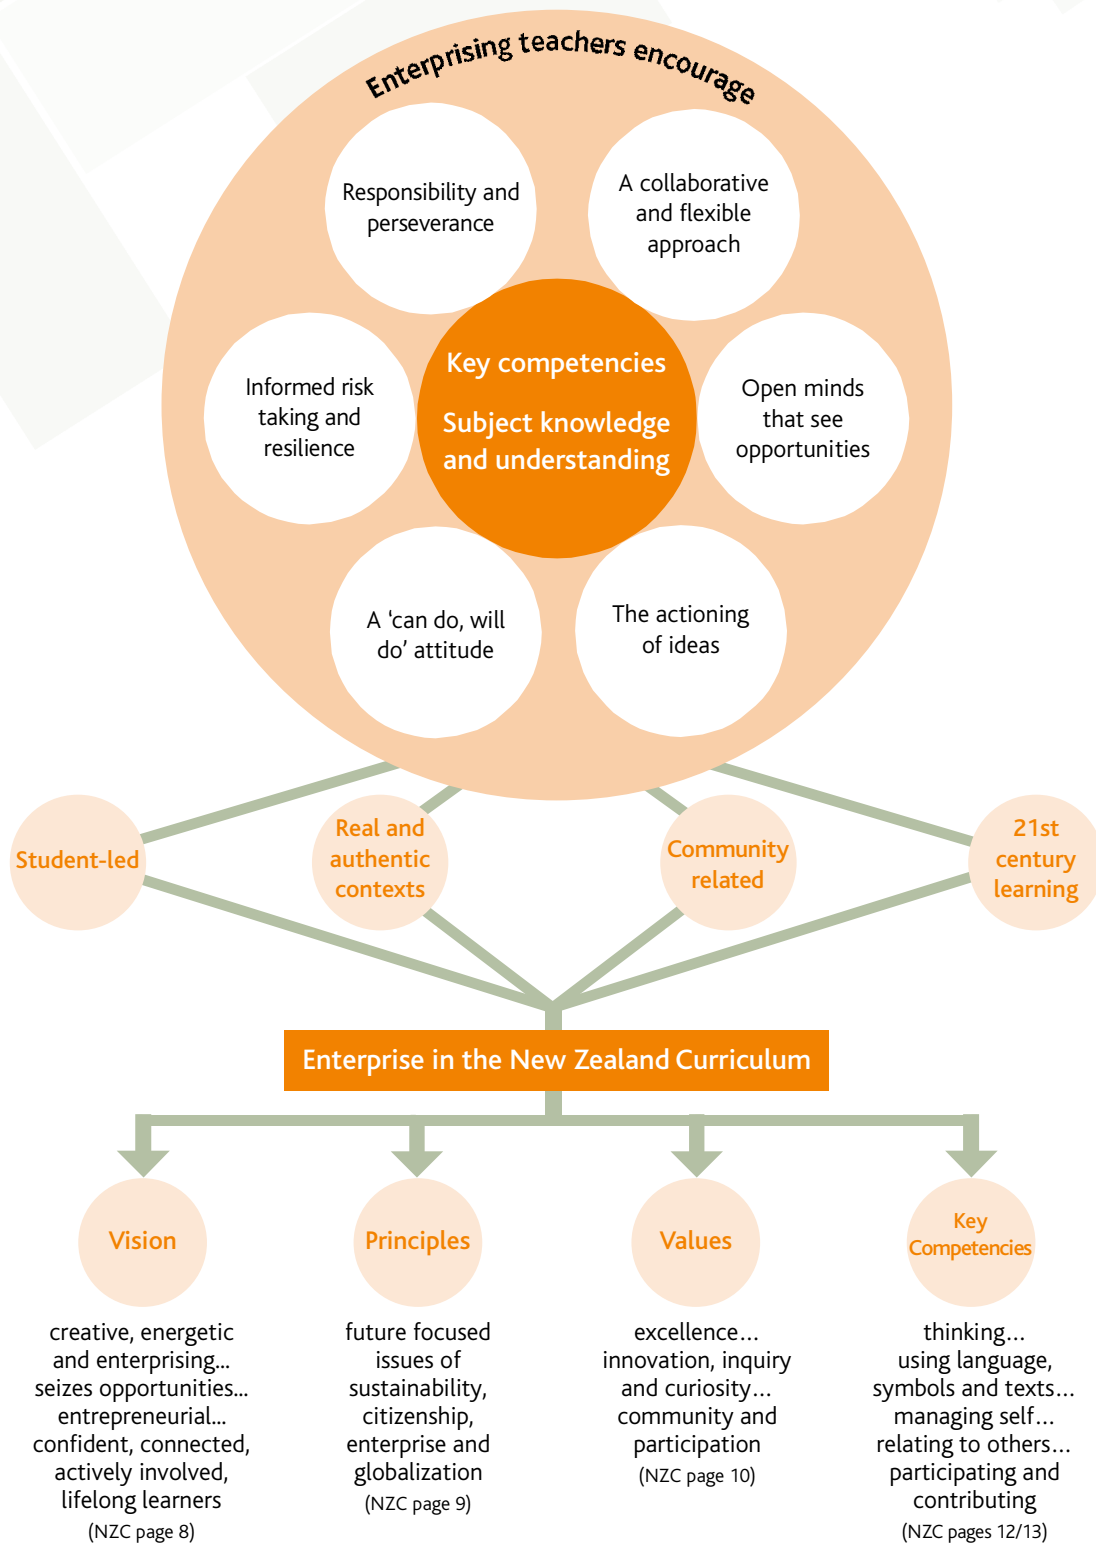 Enterprising teachers encourage
Responsibility and
perseverance
A collaborative
and flexible
approach
Informed risk
taking and
resilience
Key competencies
Subject knowledge
and understanding
Open minds
that see
opportunities
A ‘can do, will
do’ attitude
The actioning
of ideas
Student-led
Real and
authentic
contexts
Community
related
21st
century
learning
Enterprise in the New Zealand Curriculum
Vision
creative, energetic
and enterprising...
seizes opportunities...
entrepreneurial...
confident, connected,
actively involved,
lifelong learners
(NZC page 8)
Principles
future focused
issues of
sustainability,
citizenship,
enterprise and
globalization
(NZC page 9)
Values
excellence...
innovation, inquiry
and curiosity...
community and
participation
(NZC page 10)
Key
Competencies
thinking...
using language,
symbols and texts...
managing self...
relating to others...
participating and
contributing
(NZC pages 12/13)